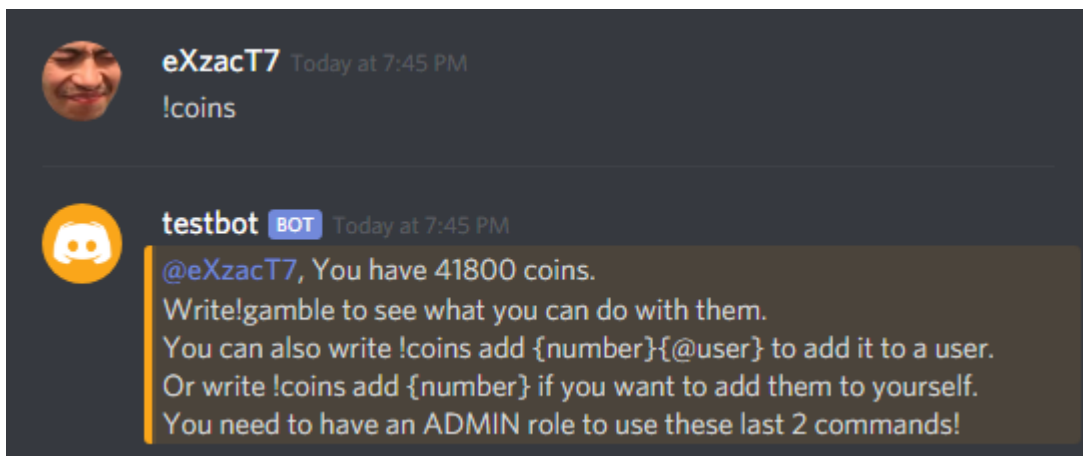 eXzacT7 Today at 7:45 PM
!coins
testbot BOT Today at 7:45 PM
@eXzacT7, You have 41800 coins.
Write!gamble to see what you can do with them.
You can also write !coins add {number}{@user} to add it to a user.
Or write !coins add {number} if you want to add them to yourself.
You need to have an ADMIN role to use these last 2 commands!